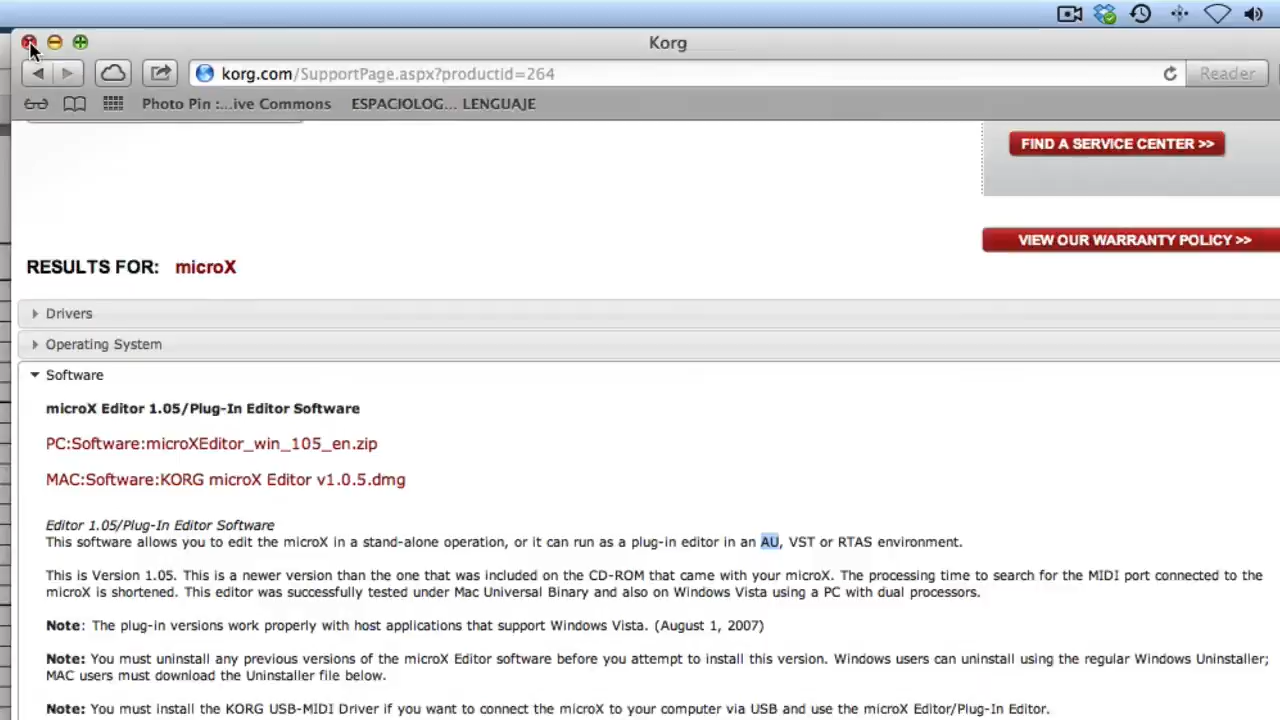 Korg
korg.com/SupportPage.aspx?productid=264
Reader
Photo Pin :...ive Commons ESPACIOLOG... LENGUAJE
FIND A SERVICE CENTER >>
VIEW OUR WARRANTY POLICY >>
RESULTS FOR: microX
Drivers
Operating System
Software
microX Editor 1.05/Plug-In Editor Software
PC:Software:microXEditor_win_105_en.zip
MAC:Software:KORG microX Editor v1.0.5.dmg
Editor 1.05/Plug-In Editor Software
This software allows you to edit the microX in a stand-alone operation, or it can run as a plug-in editor in an AU, VST or RTAS environment.
This is Version 1.05. This is a newer version than the one that was included on the CD-ROM that came with your microX. The processing time to search for the MIDI port connected to the
microX is shortened. This editor was successfully tested under Mac Universal Binary and also on Windows Vista using a PC with dual processors.
Note: The plug-in versions work properly with host applications that support Windows Vista. (August 1, 2007)
Note: You must uninstall any previous versions of the microX Editor software before you attempt to install this version. Windows users can uninstall using the regular Windows Uninstaller;
MAC users must download the Uninstaller file below.
Note: You must install the KORG USB-MIDI Driver if you want to connect the microX to your computer via USB and use the microX Editor/Plug-In Editor.